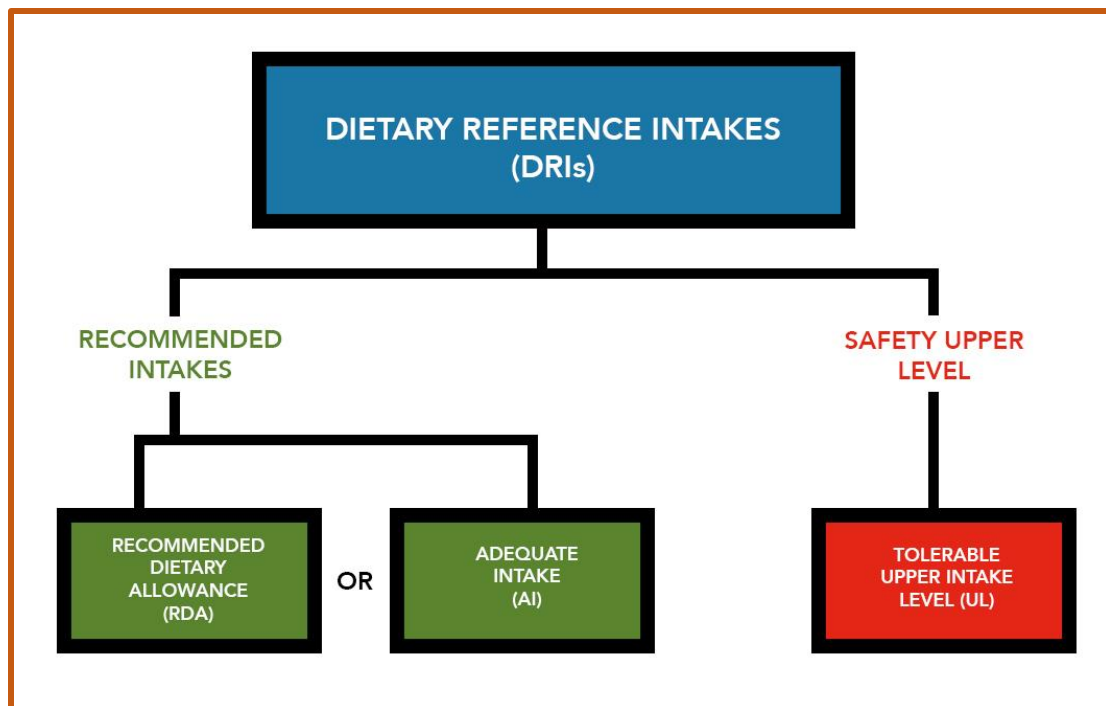 DIETARY REFERENCE INTAKES
(DRIs)
RECOMMENDED
INTAKES
SAFETY UPPER
LEVEL
RECOMMENDED
DIETARY
ALLOWANCE
(RDA)
OR
ADEQUATE
INTAKE
(AI)
TOLERABLE
UPPER INTAKE
LEVEL (UL)